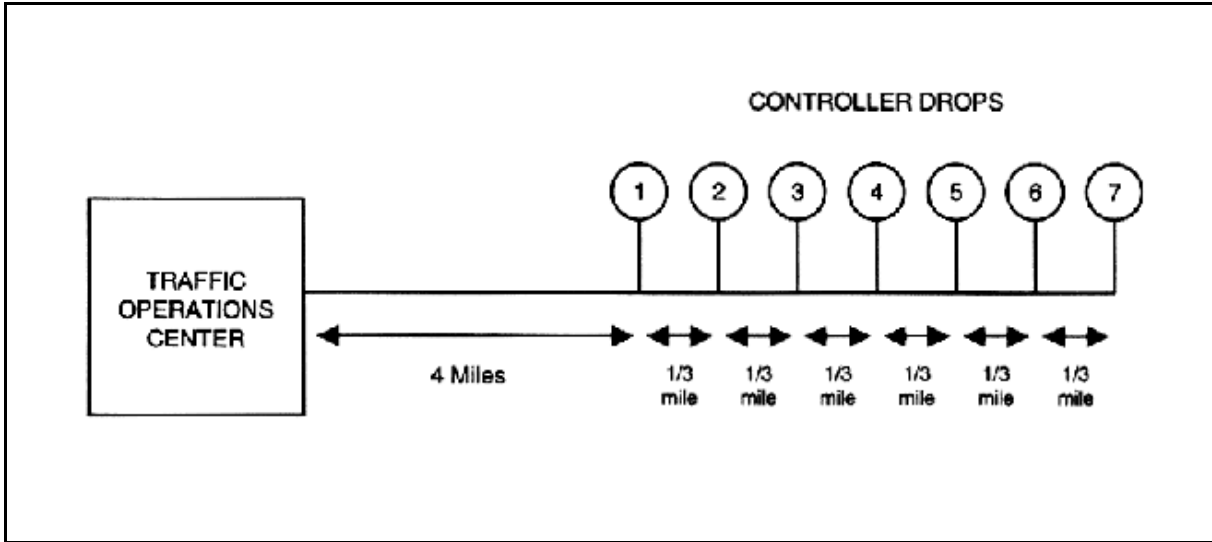 CONTROLLER DROPS
1 2 3 4 5 6 7
TRAFFIC
OPERATIONS
CENTER
4 Miles
1/3 1/3 1/3 1/3 1/3 1/3
mile mile mile mile mile mile